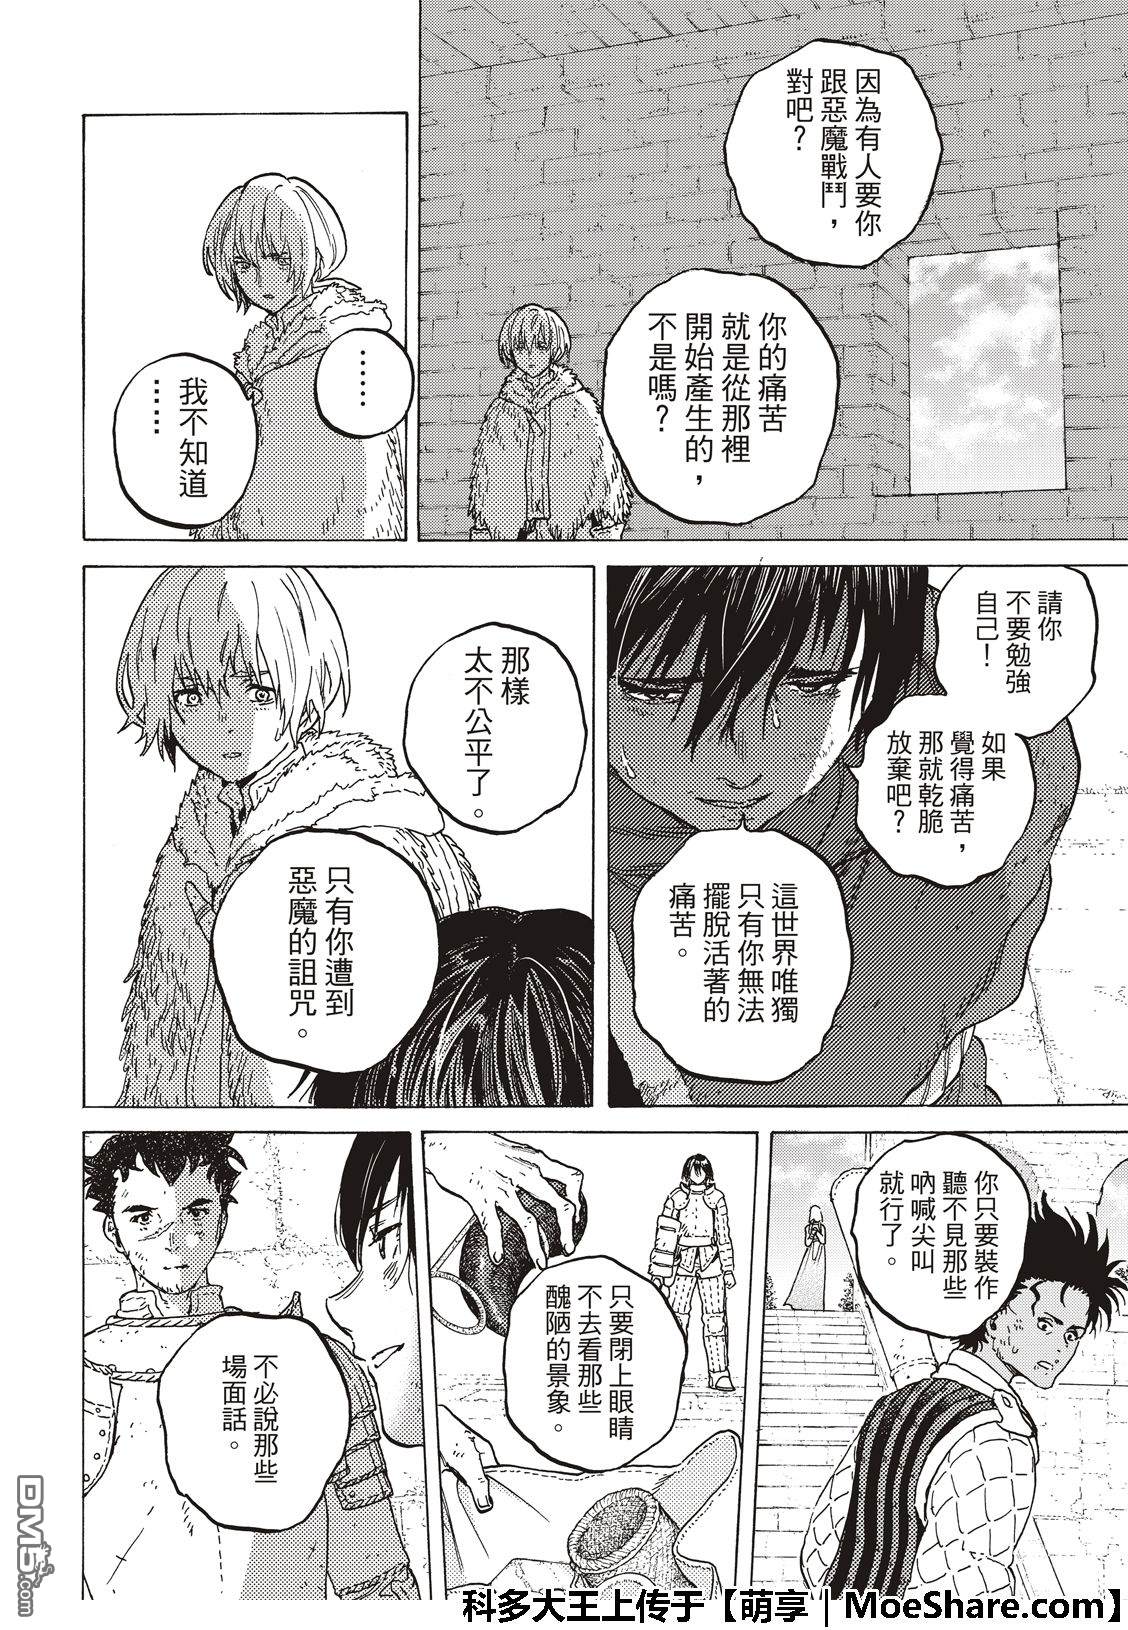 因為有人要你
跟惡魔戰鬥，
對吧？
你的痛苦
就是從那裡
開始產生的，
不是嗎？
……
我不知道
……
請你
不要勉強
自己！
如果
覺得痛苦，
那就乾脆
放棄吧？
這世界唯獨
只有你無法
擺脫活著的
痛苦。
那樣
太不公平了。
只有你遭到
惡魔的詛咒。
你只要裝作
聽不見那些
吶喊尖叫
就行了。
只要閉上眼睛
不去看那些
醜陋的景象。
不必說那些
場面話。
DM5.com
科多大王上传于【萌享｜MoeShare.com】